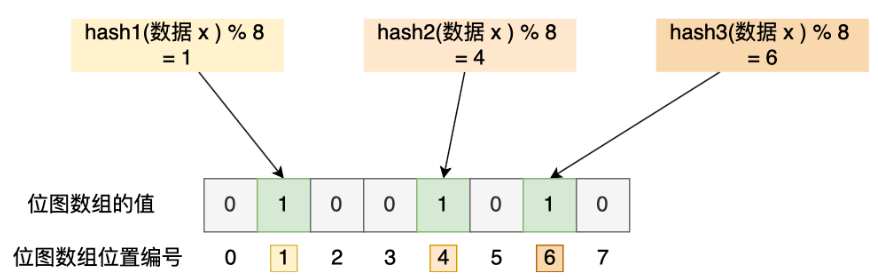 hash1(数据 x ) % 8
= 1
hash2(数据 x ) % 8
= 4
hash3(数据 x ) % 8
= 6
位图数组的值 0 1 0 0 1 0 1 0
位图数组位置编号 0 1 2 3 4 5 6 7